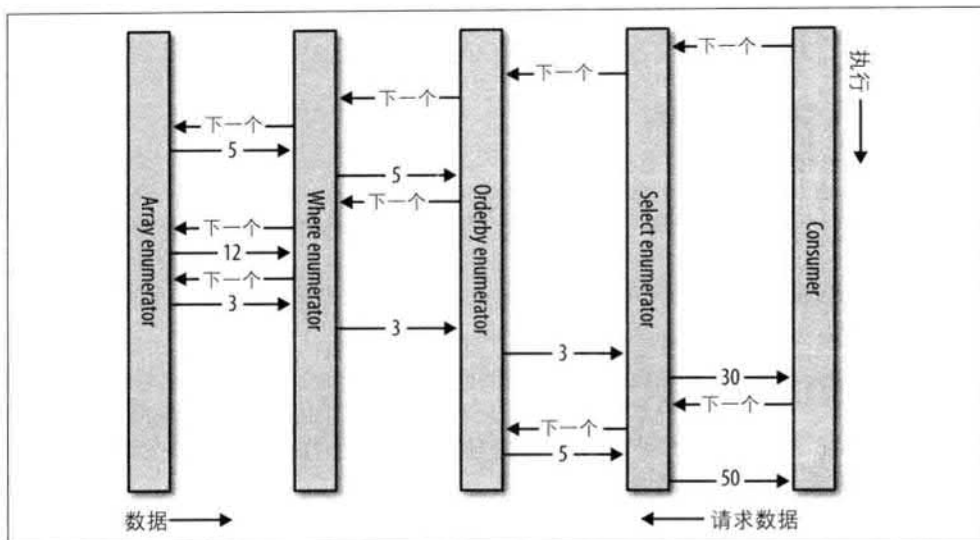 下一个
执行
下一个
下一个
下一个
5
5
下一个
下一个
12
下一个
3
3
3
30
下一个
下一个
5
50
Array enumerator
Where enumerator
Orderby enumerator
Select enumerator
Consumer
数据
请求数据